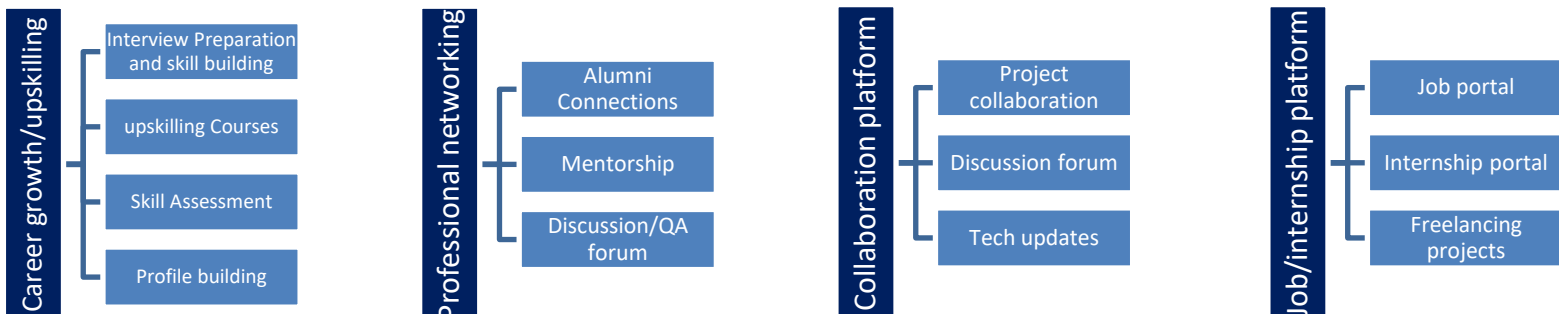 Career growth/upskilling
Interview Preparation
and skill building
upskilling Courses
Skill Assessment
Profile building
Professional networking
Alumni
Connections
Mentorship
Discussion/QA
forum
Collaboration platform
Project
collaboration
Discussion forum
Tech updates
Job/internship platform
Job portal
Internship portal
Freelancing
projects